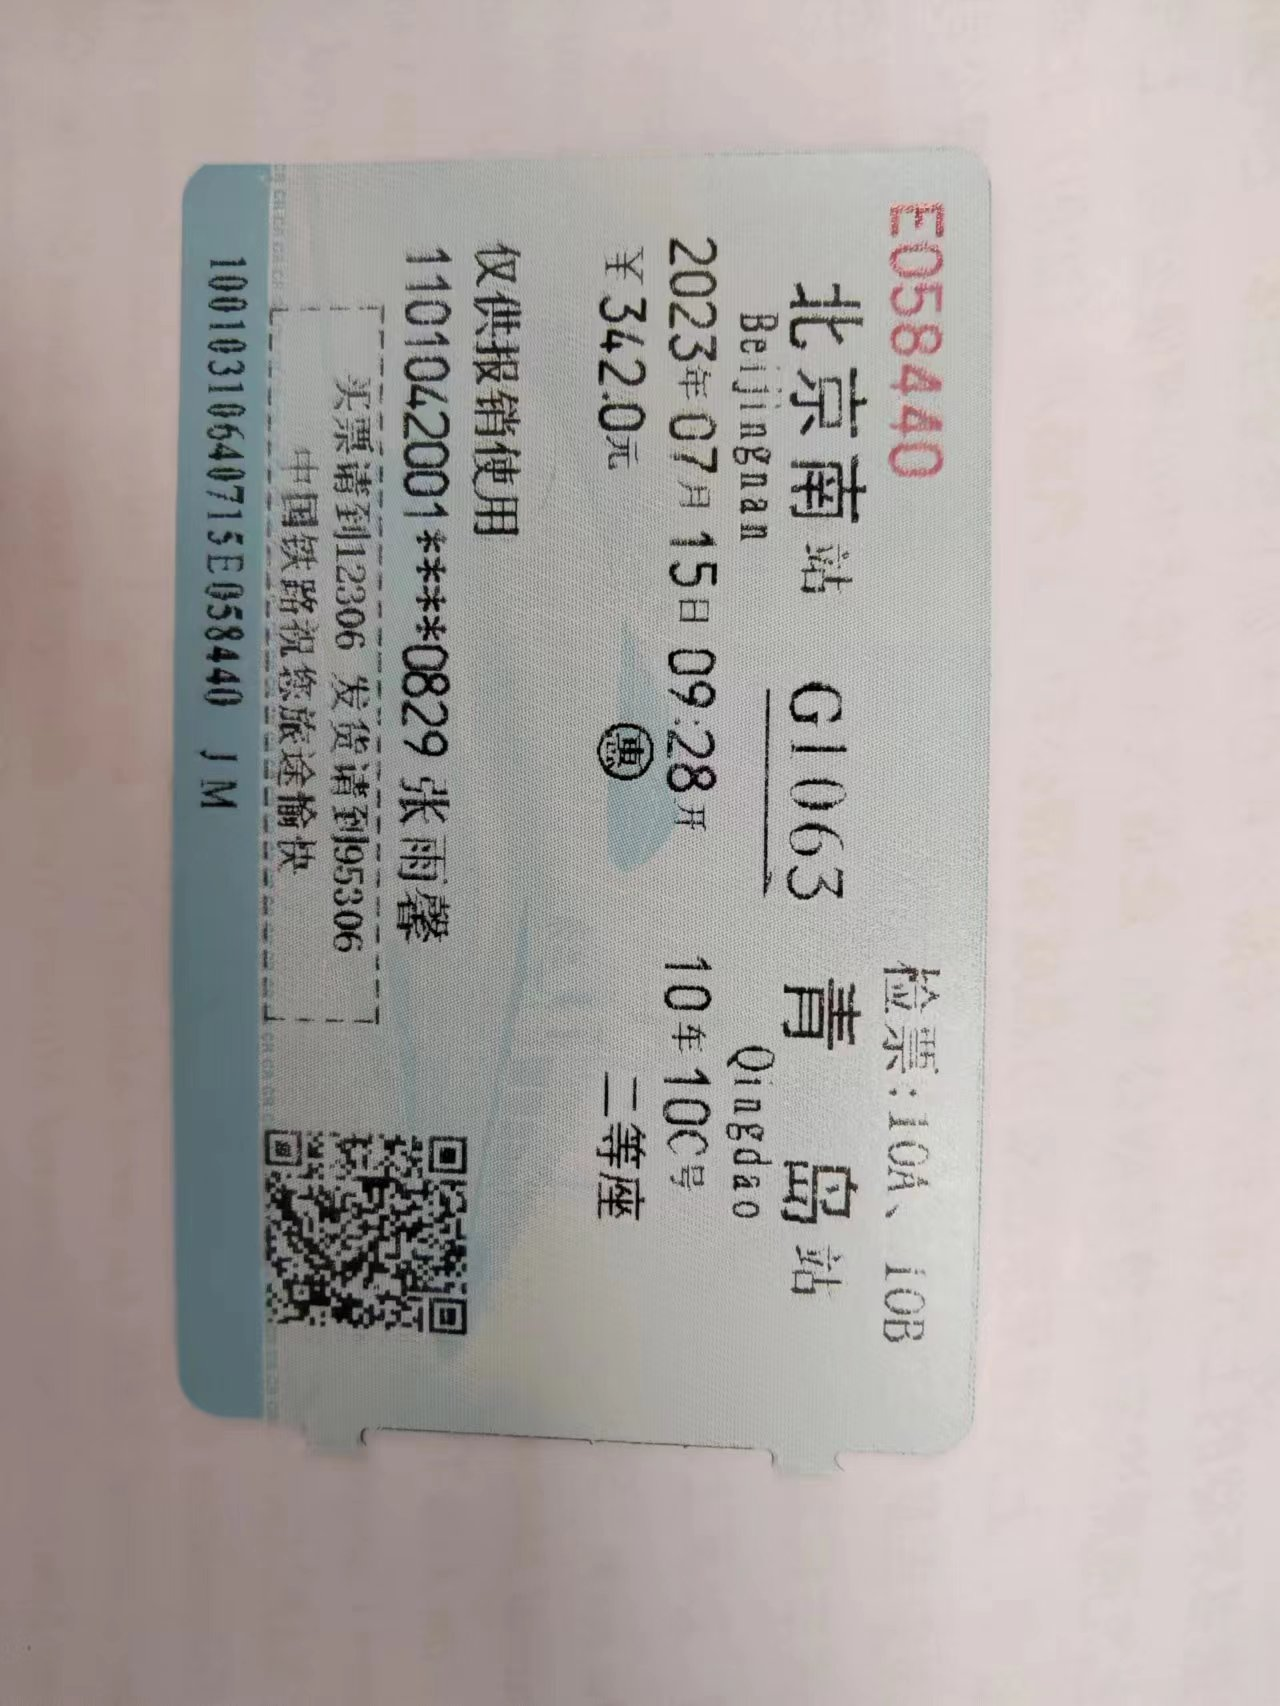 E058440 检票:10A、10B
北京南站 G1063 青岛站
Beijingnan Qingdao
2023年07月15日09:28开 10车10C号
￥342.0元 惠 二等座
仅供报销使用
1101042001****0829 张雨馨
买票请到12306 发货请到95306
中国铁路祝您旅途愉快
10010310640715E058440 JM